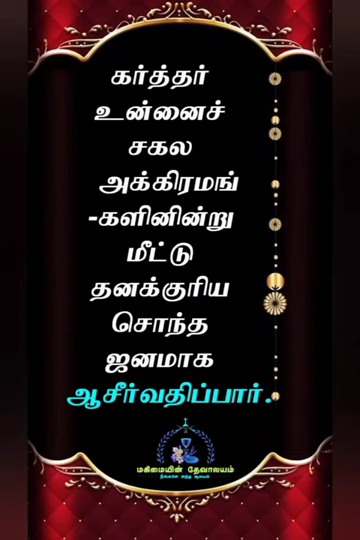 கர்த்தர்
உன்னைச்
சகல
அக்கிரமங்
-களினின்று
மீட்டு
தனக்குரிய
சொந்த
ஜனமாக
ஆசீர்வதிப்பார்.
மகிமையின் தேவாலயம்